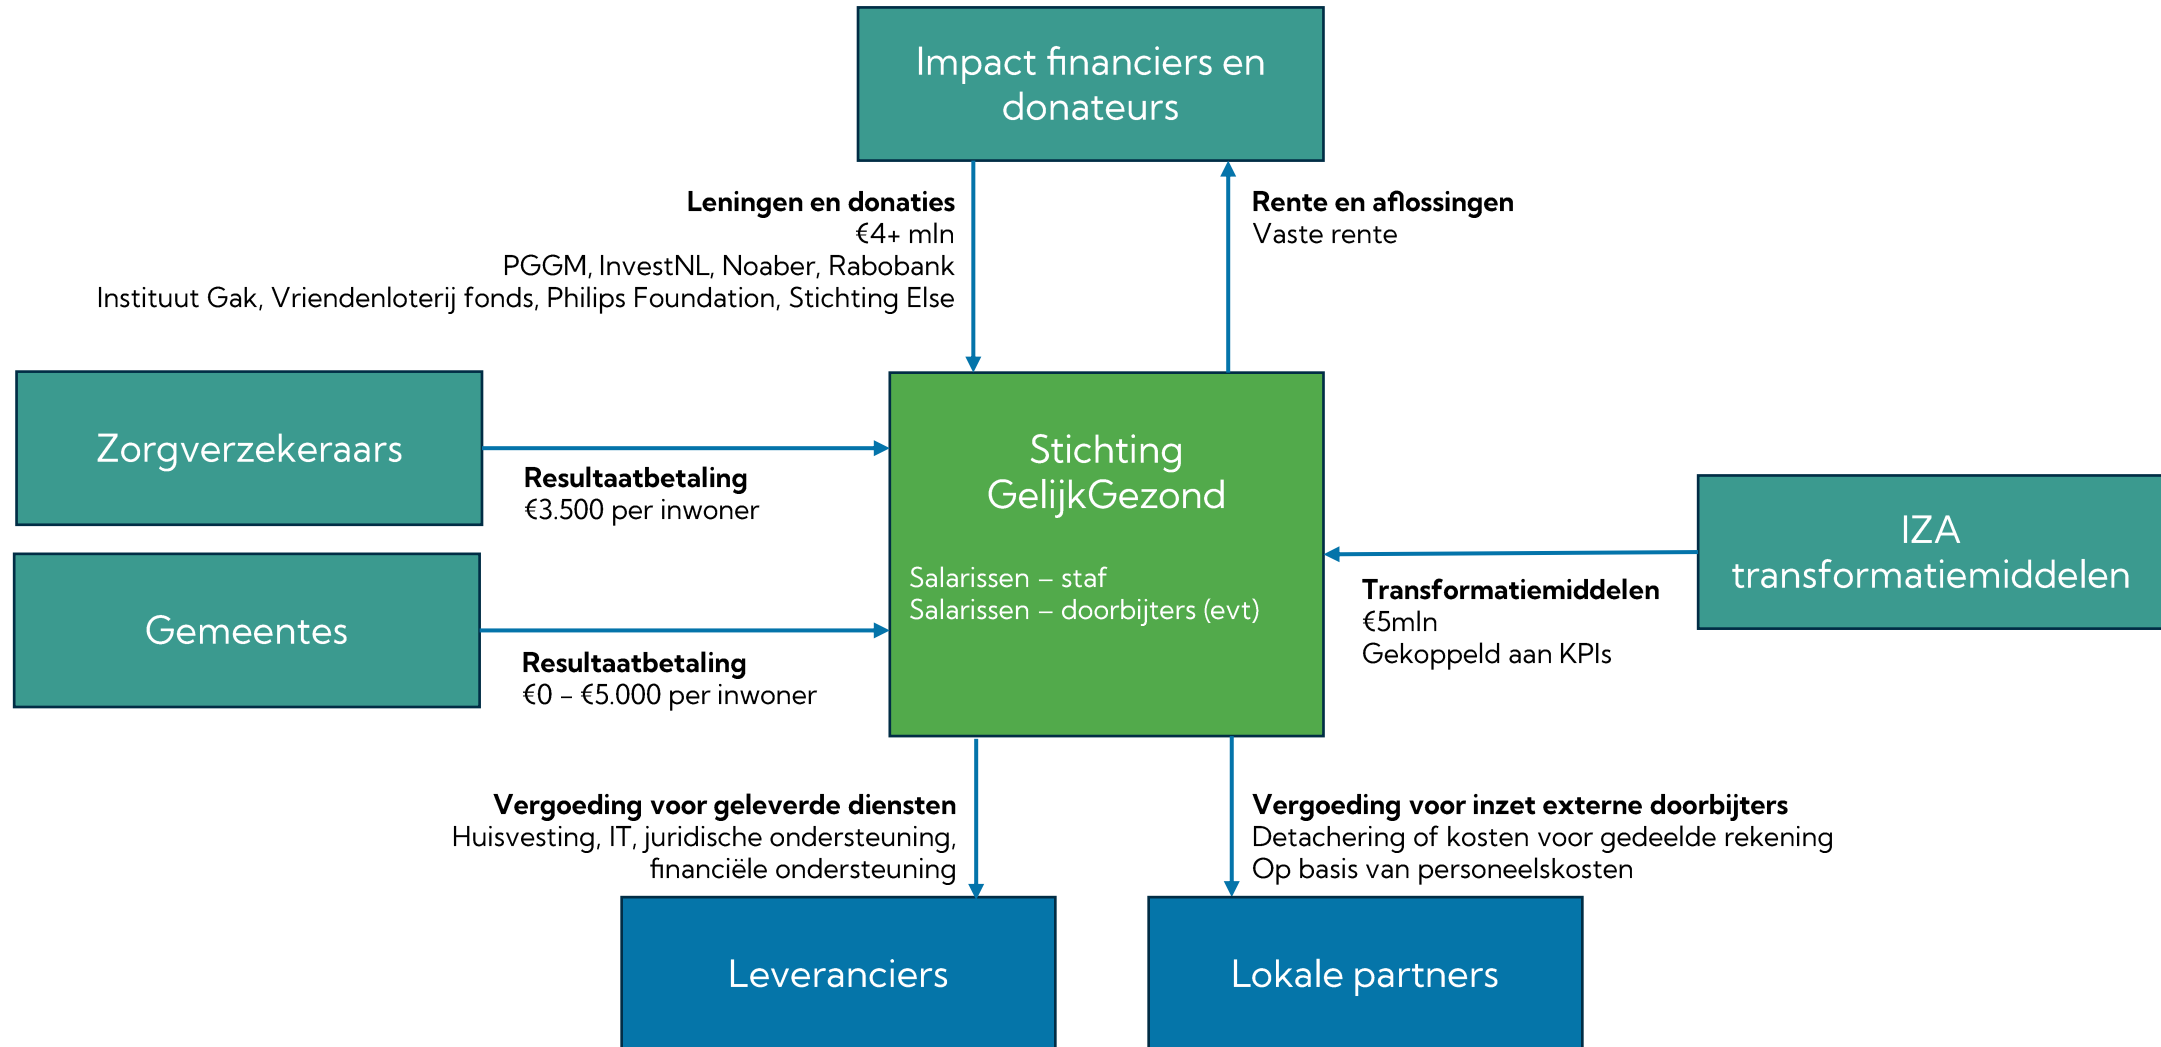 Impact financiers en
donateurs
Leningen en donaties
€4+ mln
PGGM, InvestNL, Noaber, Rabobank
Instituut Gak, Vriendenloterij fonds, Philips Foundation, Stichting Else
Rente en aflossingen
Vaste rente
Zorgverzekeraars
Resultaatbetaling
€3.500 per inwoner
Gemeentes
Resultaatbetaling
€0 – €5.000 per inwoner
Stichting
GelijkGezond
Salarissen – staf
Salarissen – doorbijters (evt)
IZA
transformatiemiddelen
Transformatiemiddelen
€5mln
Gekoppeld aan KPIs
Vergoeding voor geleverde diensten
Huisvesting, IT, juridische ondersteuning,
financiële ondersteuning
Vergoeding voor inzet externe doorbijters
Detachering of kosten voor gedeelde rekening
Op basis van personeelskosten
Leveranciers
Lokale partners